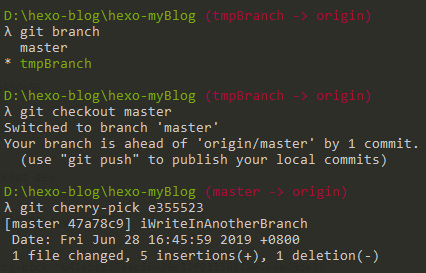 D:\hexo-blog\hexo-myBlog (tmpBranch -> origin)
λ git branch
  master
* tmpBranch
D:\hexo-blog\hexo-myBlog (tmpBranch -> origin)
λ git checkout master
Switched to branch 'master'
Your branch is ahead of 'origin/master' by 1 commit.
  (use "git push" to publish your local commits)
D:\hexo-blog\hexo-myBlog (master -> origin)
λ git cherry-pick e355523
[master 47a78c9] iWriteInAnotherBranch
 Date: Fri Jun 28 16:45:59 2019 +0800
 1 file changed, 5 insertions(+), 1 deletion(-)